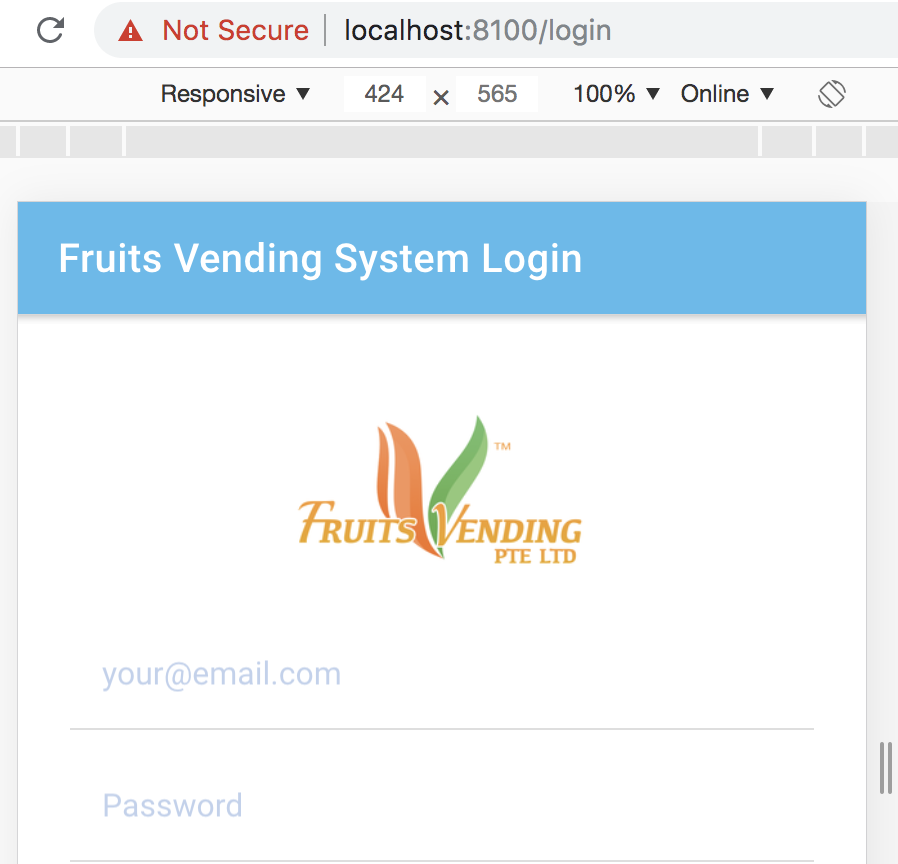 Not Secure localhost:8100/login
Responsive ▼ 424 × 565 100% ▼ Online ▼
Fruits Vending System Login
TM
FRUITS VENDING
PTE LTD
your@email.com
Password